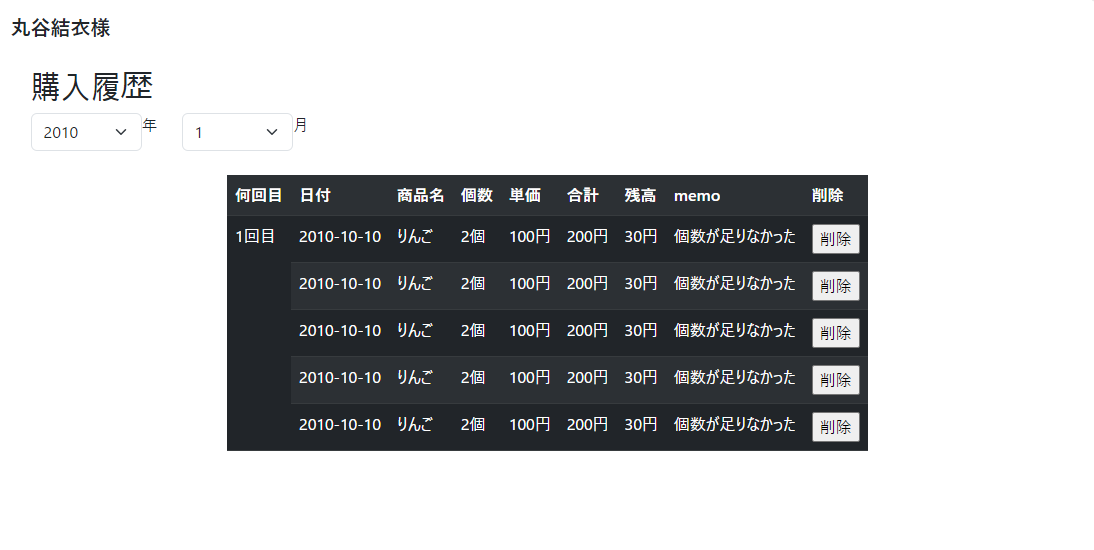 丸谷結衣様
購入履歴
2010 年 1 月
何回目 日付 商品名 個数 単価 合計 残高 memo 削除
1回目 2010-10-10 りんご 2個 100円 200円 30円 個数が足りなかった 削除
2010-10-10 りんご 2個 100円 200円 30円 個数が足りなかった 削除
2010-10-10 りんご 2個 100円 200円 30円 個数が足りなかった 削除
2010-10-10 りんご 2個 100円 200円 30円 個数が足りなかった 削除
2010-10-10 りんご 2個 100円 200円 30円 個数が足りなかった 削除